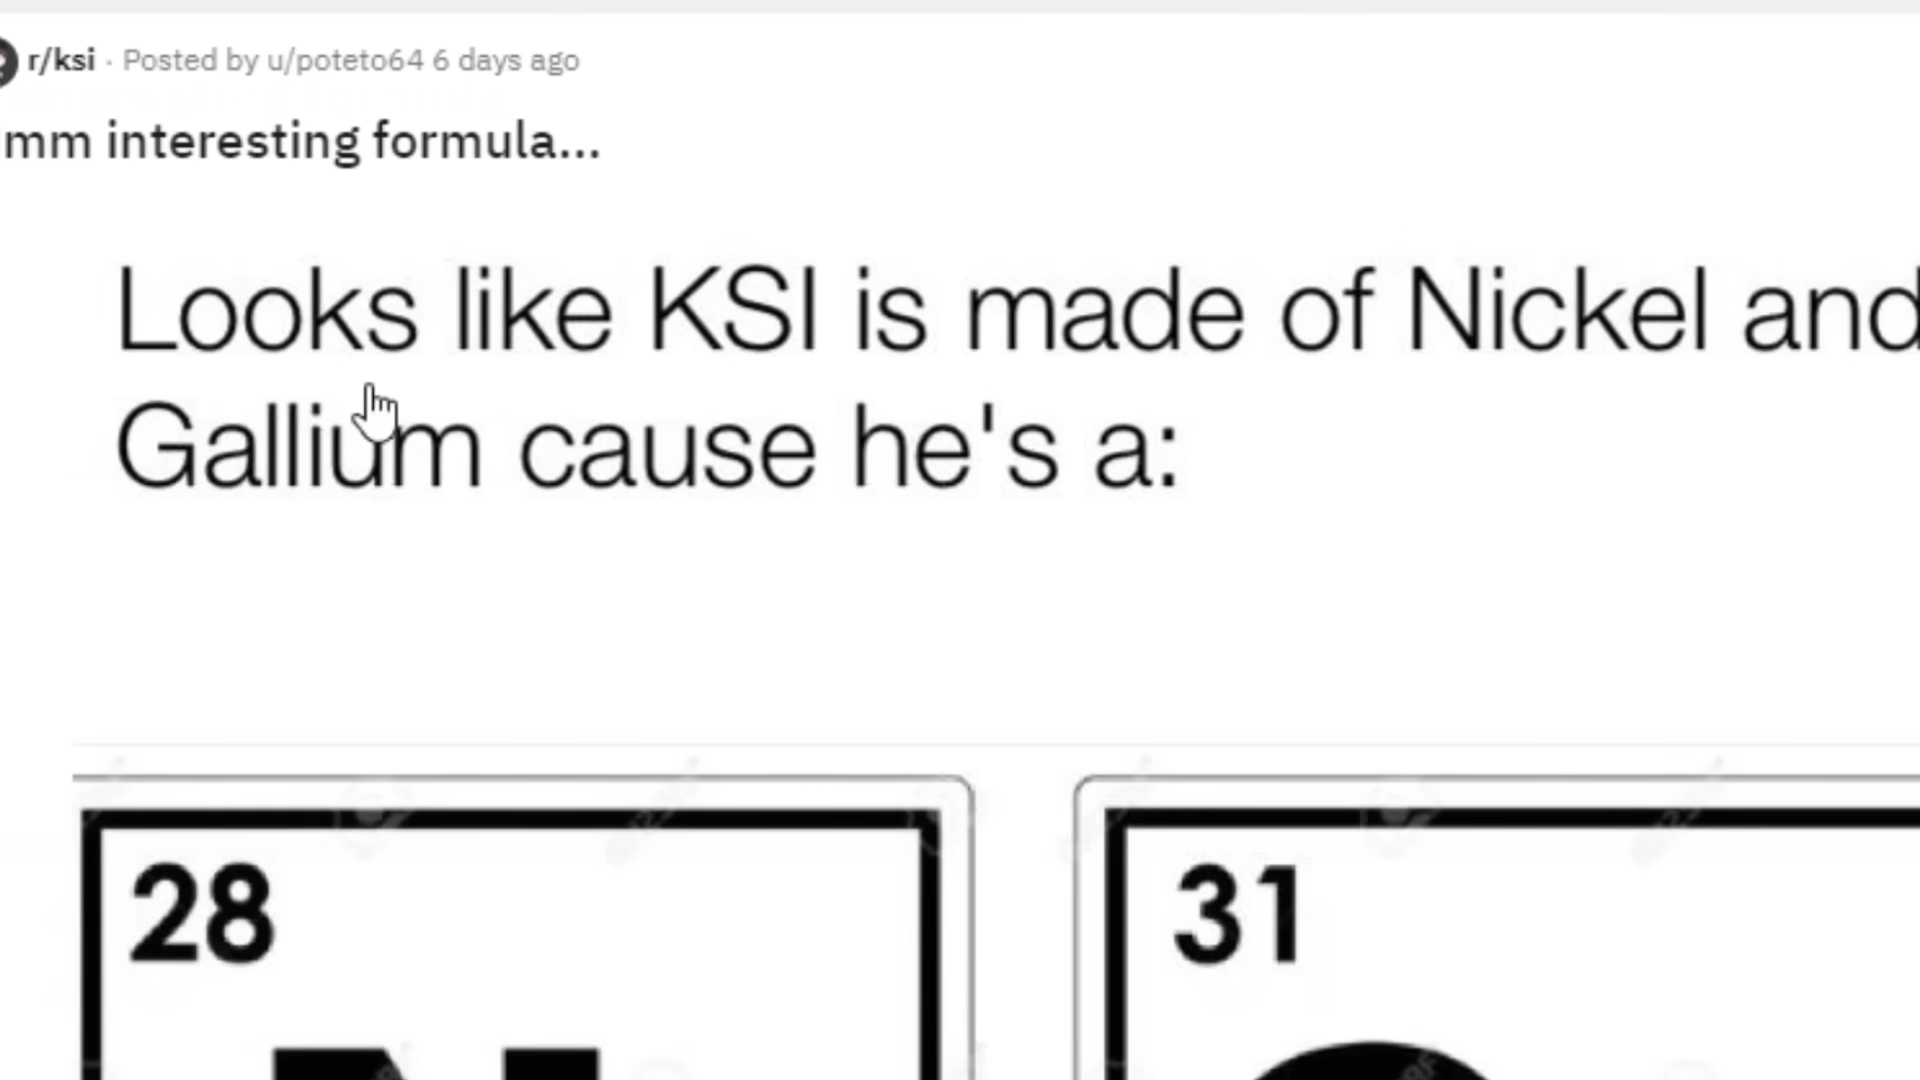 r/ksi · Posted by u/poteto64 6 days ago
mm interesting formula...
Looks like KSI is made of Nickel and
Gallium cause he's a:
28
31